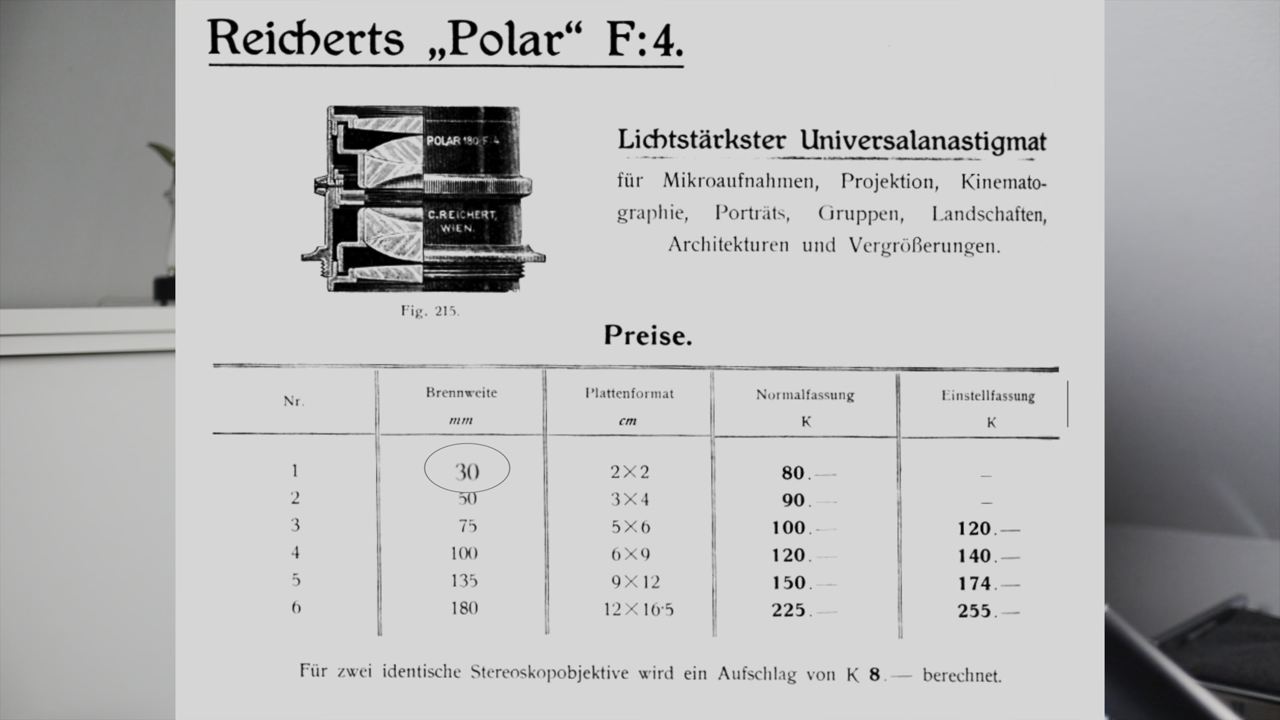 Reicherts „Polar“ F:4.
POLAR 180 F:4
C. REICHERT,
WIEN.
Fig. 215.
Lichtstärkster Universalanastigmat
für Mikroaufnahmen, Projektion, Kinemato-
graphie, Porträts, Gruppen, Landschaften,
Architekturen und Vergrößerungen.
Preise.
Nr. Brennweite mm Plattenformat cm Normalfassung K Einstellfassung K
1 30 2×2 80.— –
2 50 3×4 90.— –
3 75 5×6 100.— 120.—
4 100 6×9 120.— 140.—
5 135 9×12 150.— 174.—
6 180 12×16·5 225.— 255.—
Für zwei identische Stereoskopobjektive wird ein Aufschlag von K 8.— berechnet.